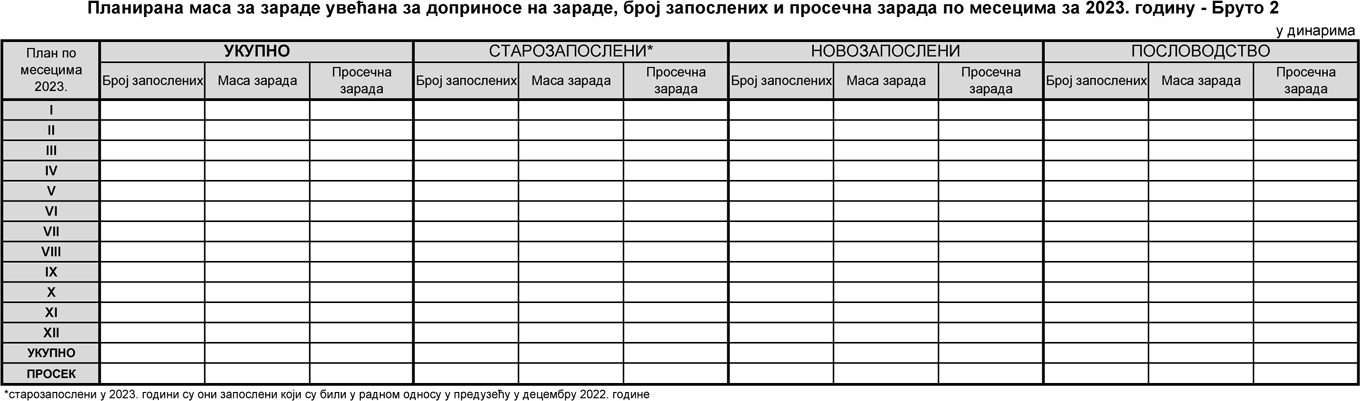 Планирана маса за зараде увећана за доприносе на зараде, број запослених и просечна зарада по месецима за 2023. годину - Бруто 2
у динарима
План по месецима 2023. УКУПНО СТАРОЗАПОСЛЕНИ* НОВОЗАПОСЛЕНИ ПОСЛОВОДСТВО
Број запослених Маса зарада Просечна зарада Број запослених Маса зарада Просечна зарада Број запослених Маса зарада Просечна зарада Број запослених Маса зарада Просечна зарада
I
II
III
IV
V
VI
VII
VIII
IX
X
XI
XII
УКУПНО
ПРОСЕК
*старозапослени у 2023. години су они запослени који су били у радном односу у предузећу у децембру 2022. године